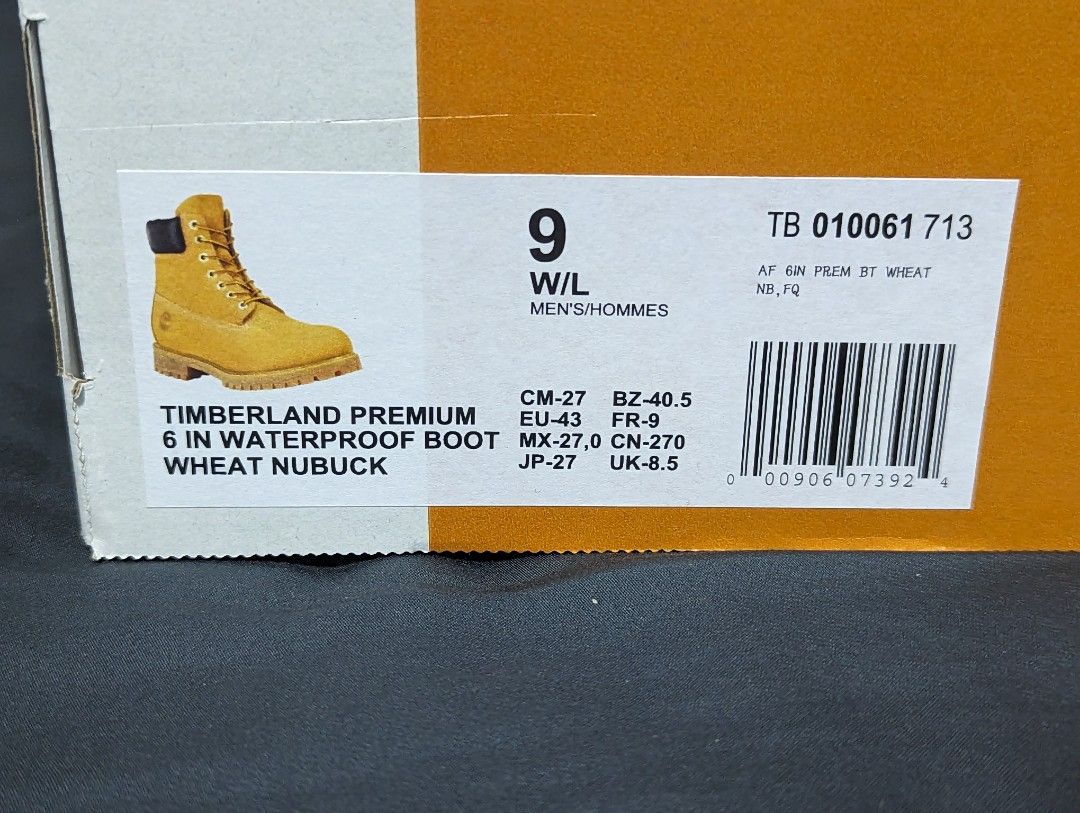 9
W/L
MEN'S/HOMMES
TB 010061 713
AF 6IN PREM BT WHEAT
NB,FQ
TIMBERLAND PREMIUM
6 IN WATERPROOF BOOT
WHEAT NUBUCK
CM-27 BZ-40.5
EU-43 FR-9
MX-27,0 CN-270
JP-27 UK-8.5
0 00906 07392 4